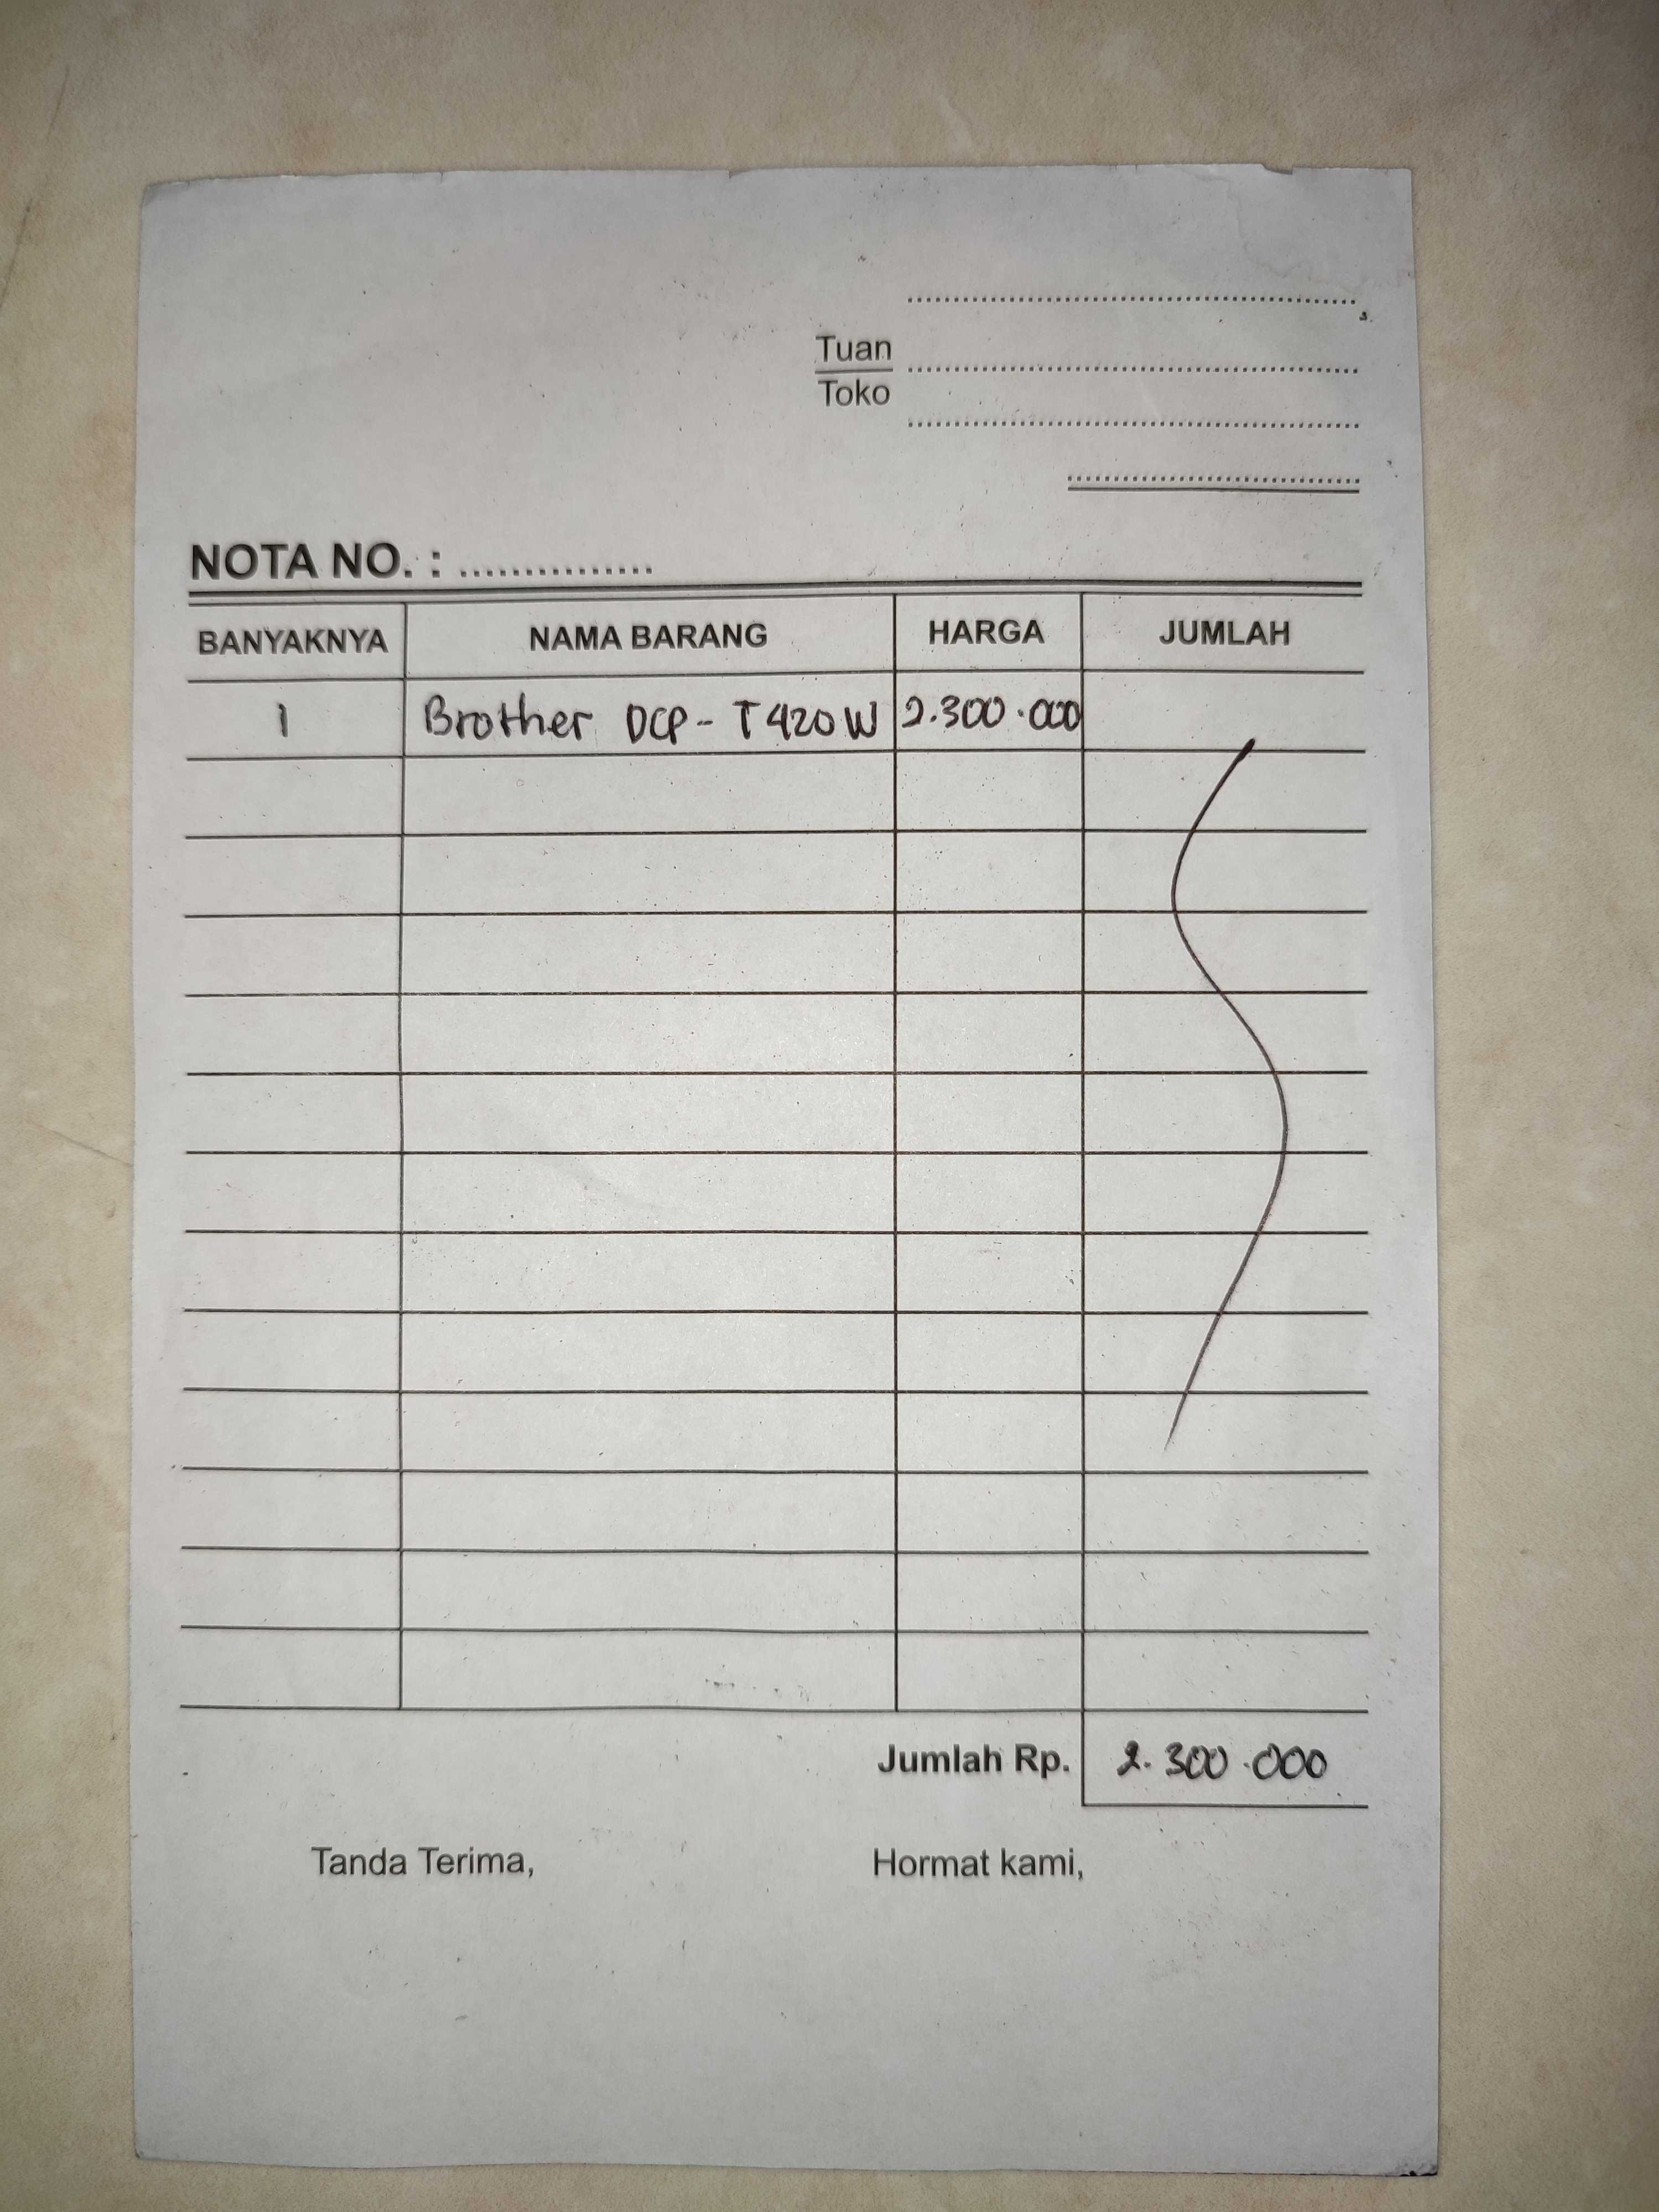 Tuan
Toko
NOTA NO. : ...............
BANYAKNYA NAMA BARANG HARGA JUMLAH
1 Brother DCP - T420W 2.300.000
Jumlah Rp. 2.300.000
Tanda Terima, Hormat kami,